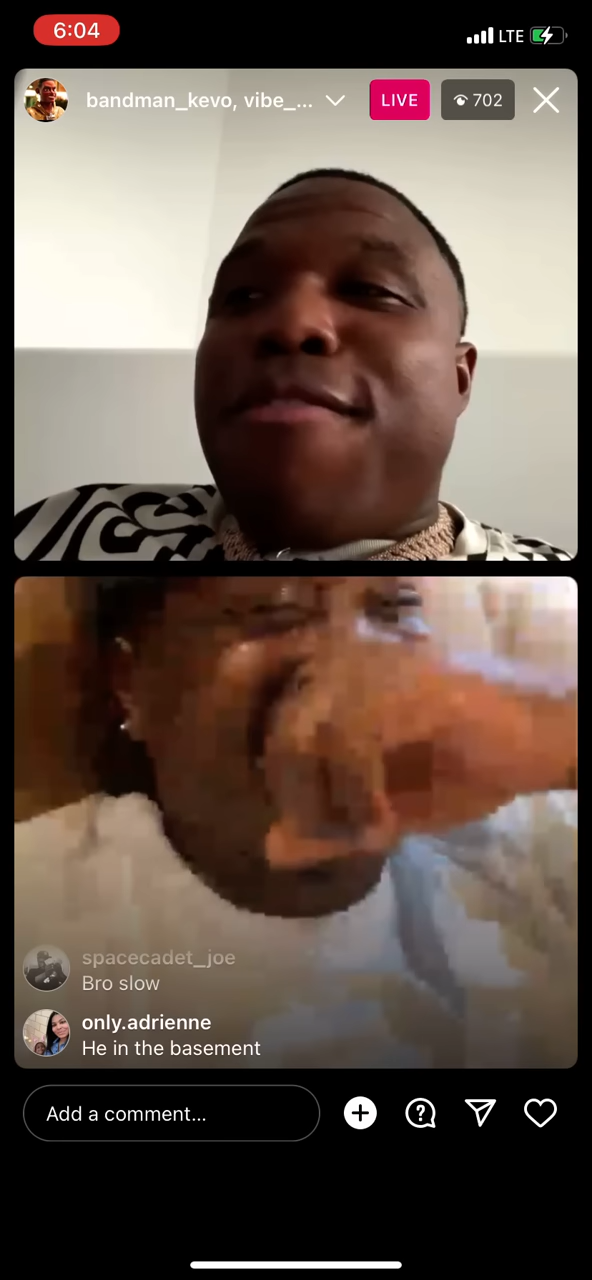 6:04
LTE
bandman_kevo, vibe_...
LIVE
702
spacecadet_joe
Bro slow
only.adrienne
He in the basement
Add a comment...